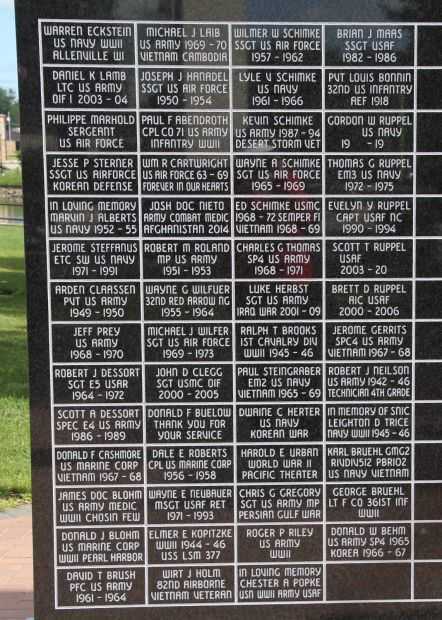 WARREN ECKSTEIN
US NAVY WWII
ALLENVILLE WI
MICHAEL J LAIB
US ARMY 1969 - 70
VIETNAM CAMBODIA
WILMER W SCHIMKE
SSGT US AIR FORCE
1957 - 1962
BRIAN J MAAS
SSGT USAF
1982 - 1986
DANIEL K LAMB
LTC US ARMY
OIF I 2003 - 04
JOSEPH J HANADEL
SSGT US AIR FORCE
1950 - 1954
LYLE V SCHIMKE
US NAVY
1961 - 1966
PVT LOUIS BONNIN
32ND US INFANTRY
AEF 1918
PHILIPPE MARHOLD
SERGEANT
US AIR FORCE
PAUL F ABENDROTH
CPL CO 71 US ARMY
INFANTRY WWII
KEVIN SCHIMKE
US ARMY 1987 - 94
DESERT STORM VET
GORDON W RUPPEL
US NAVY
19 - 19
JESSE P STERNER
SSGT US AIRFORCE
KOREAN DEFENSE
WM R CARTWRIGHT
US AIR FORCE 63 - 69
FOREVER IN OUR HEARTS
WAYNE A SCHIMKE
SGT US AIR FORCE
1965 - 1969
THOMAS G RUPPEL
EM3 US NAVY
1972 - 1975
IN LOVING MEMORY
MARVIN J ALBERTS
US NAVY 1952 - 55
JOSH DOC NIETO
ARMY COMBAT MEDIC
AFGHANISTAN 2014
ED SCHIMKE USMC
1968 - 72 SEMPER FI
VIETNAM 1968 - 69
EVELYN Y RUPPEL
CAPT USAF NC
1990 - 1994
JEROME STEFFANUS
ETC SW US NAVY
1971 - 1991
ROBERT M ROLAND
MP US ARMY
1951 - 1953
CHARLES G THOMAS
SP4 US ARMY
1968 - 1971
SCOTT T RUPPEL
USAF
2003 - 20
ARDEN CLAASSEN
PVT US ARMY
1949 - 1950
WAYNE G WILFUER
32ND RED ARROW NG
1955 - 1964
LUKE HERBST
SGT US ARMY
IRAQ WAR 2001 - 09
BRETT D RUPPEL
AIC USAF
2000 - 2006
JEFF PREY
US ARMY
1968 - 1970
MICHAEL J WILFER
SGT US AIR FORCE
1969 - 1973
RALPH T BROOKS
1ST CAVALRY DIV
WWII 1945 - 46
JEROME GERRITS
SPC4 US ARMY
VIETNAM 1967 - 68
ROBERT J DESSORT
SGT E5 USAR
1964 - 1972
JOHN D CLEGG
SGT USMC OIF
2000 - 2005
PAUL STEINGRABER
EM2 US NAVY
VIETNAM 1965 - 69
ROBERT J NEILSON
US ARMY 1942 - 46
TECHNICIAN 4TH GRADE
SCOTT A DESSORT
SPEC E4 US ARMY
1986 - 1989
DONALD F BUELOW
THANK YOU FOR
YOUR SERVICE
DWAINE C HERTER
US NAVY
KOREAN WAR
IN MEMORY OF SNIC
LEIGHTON D TRICE
NAVY WWII 1945 - 46
DONALD F CASHMORE
US MARINE CORP
VIETNAM 1967 - 68
DALE E ROBERTS
CPL US MARINE CORP
1956 - 1958
HAROLD E URBAN
WORLD WAR II
PACIFIC THEATER
KARL BRUEHL GMG2
RIVDIV512 PBR102
US NAVY VIETNAM
JAMES DOC BLOHM
US ARMY MEDIC
WWII CHOSIN FEW
WAYNE E NEUBAUER
MSGT USAF RET
1971 - 1993
CHRIS G GREGORY
SGT US ARMY MP
PERSIAN GULF WAR
GEORGE BRUEHL
LT F CO 361ST INF
WWII
DONALD J BLOHM
US MARINE CORP
WWII PEARL HARBOR
ELMER E KOPITZKE
WWII 1944 - 46
USS LSM 377
ROGER P RILEY
US ARMY
WWII
DONALD W BEHM
US ARMY SP4 1965
KOREA 1966 - 67
DAVID T BRUSH
PFC US ARMY
1961 - 1964
WIRT J HOLM
82ND AIRBORNE
VIETNAM VETERAN
IN LOVING MEMORY
CHESTER A POPKE
USN WWII ARMY USAF